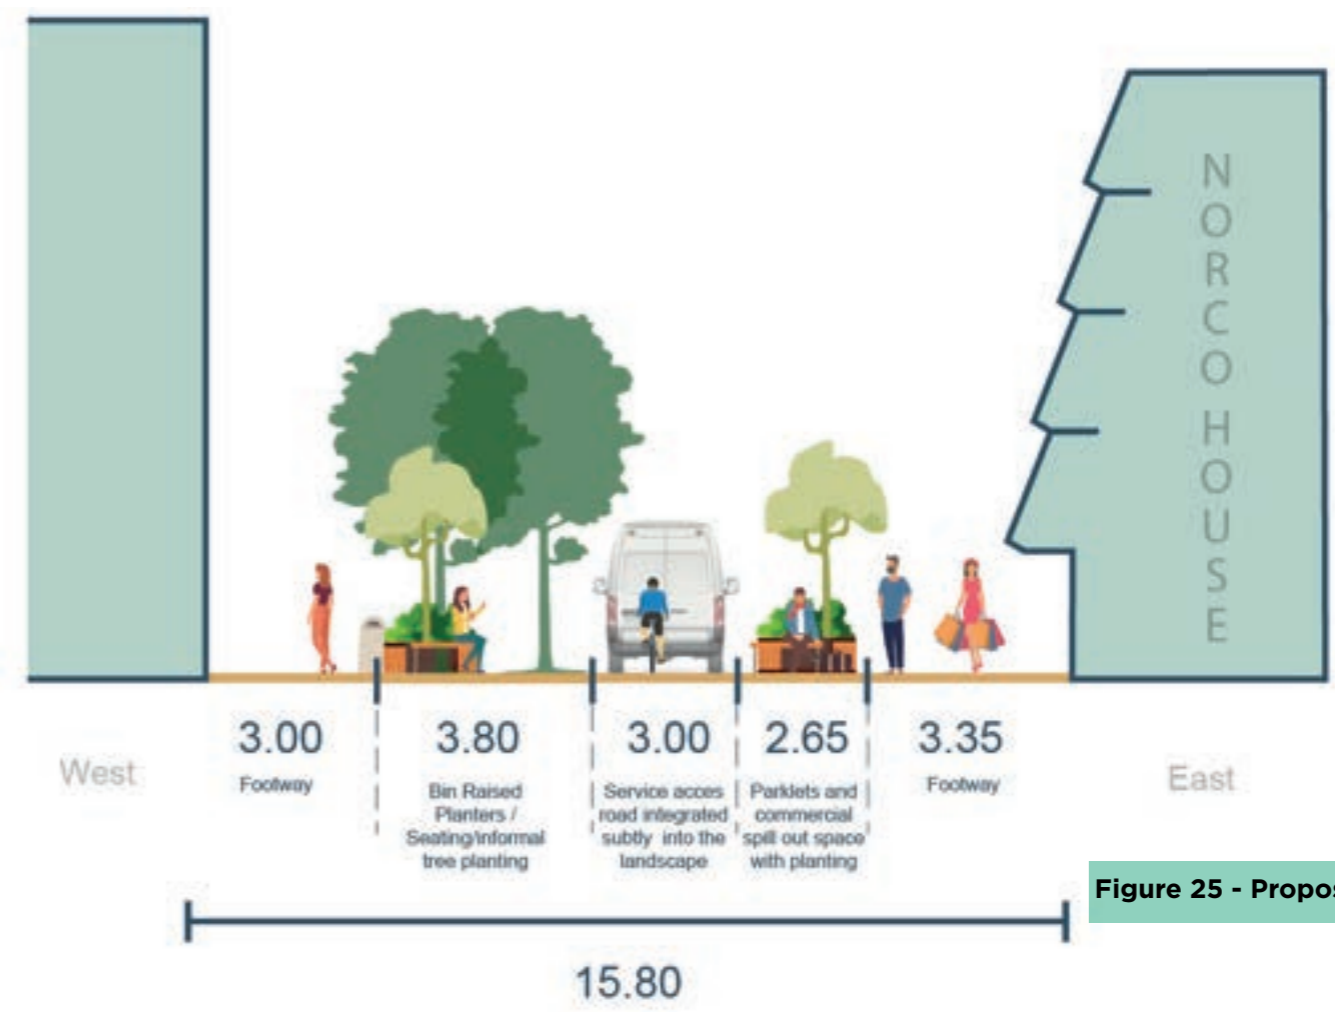 NORCO HOUSE
West
3.00
Footway
3.80
Bin Raised
Planters /
Seating/informal
tree planting
3.00
Service acces
road integrated
subtly into the
landscape
2.65
Parklets and
commercial
spill out space
with planting
3.35
Footway
East
Figure 25 - Propos
15.80